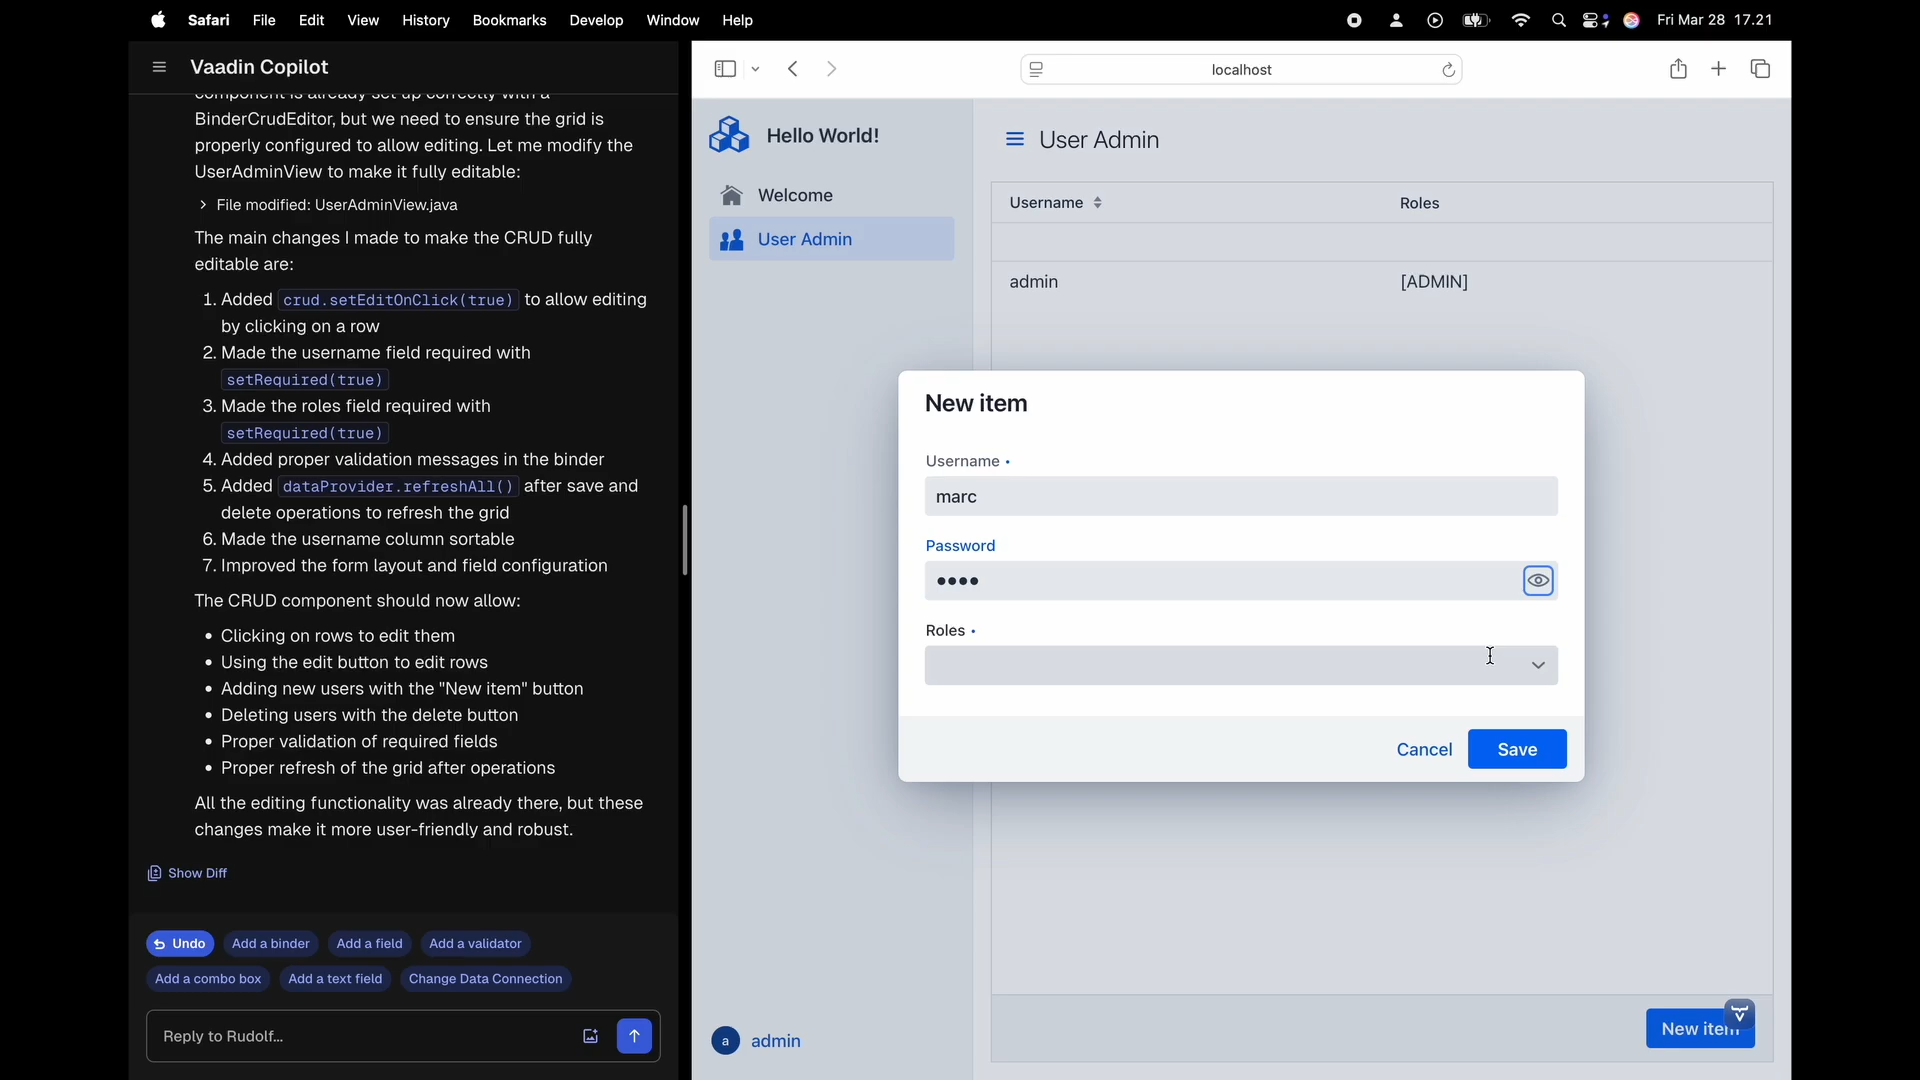 Safari File Edit View History Bookmarks Develop Window Help
Fri Mar 28 17.21
Vaadin Copilot
component is already set up correctly with a
BinderCrudEditor, but we need to ensure the grid is
properly configured to allow editing. Let me modify the
UserAdminView to make it fully editable:
File modified: UserAdminView.java
The main changes I made to make the CRUD fully
editable are:
1. Added crud.setEditOnClick(true) to allow editing
by clicking on a row
2. Made the username field required with
setRequired(true)
3. Made the roles field required with
setRequired(true)
4. Added proper validation messages in the binder
5. Added dataProvider.refreshAll() after save and
delete operations to refresh the grid
6. Made the username column sortable
7. Improved the form layout and field configuration
The CRUD component should now allow:
• Clicking on rows to edit them
• Using the edit button to edit rows
• Adding new users with the "New item" button
• Deleting users with the delete button
• Proper validation of required fields
• Proper refresh of the grid after operations
All the editing functionality was already there, but these
changes make it more user-friendly and robust.
Show Diff
Undo Add a binder Add a field Add a validator
Add a combo box Add a text field Change Data Connection
Reply to Rudolf...
localhost
Hello World!
Welcome
User Admin
a admin
User Admin
Username Roles
admin [ADMIN]
New item
Username •
marc
Password
••••
Roles •
Cancel Save
New item